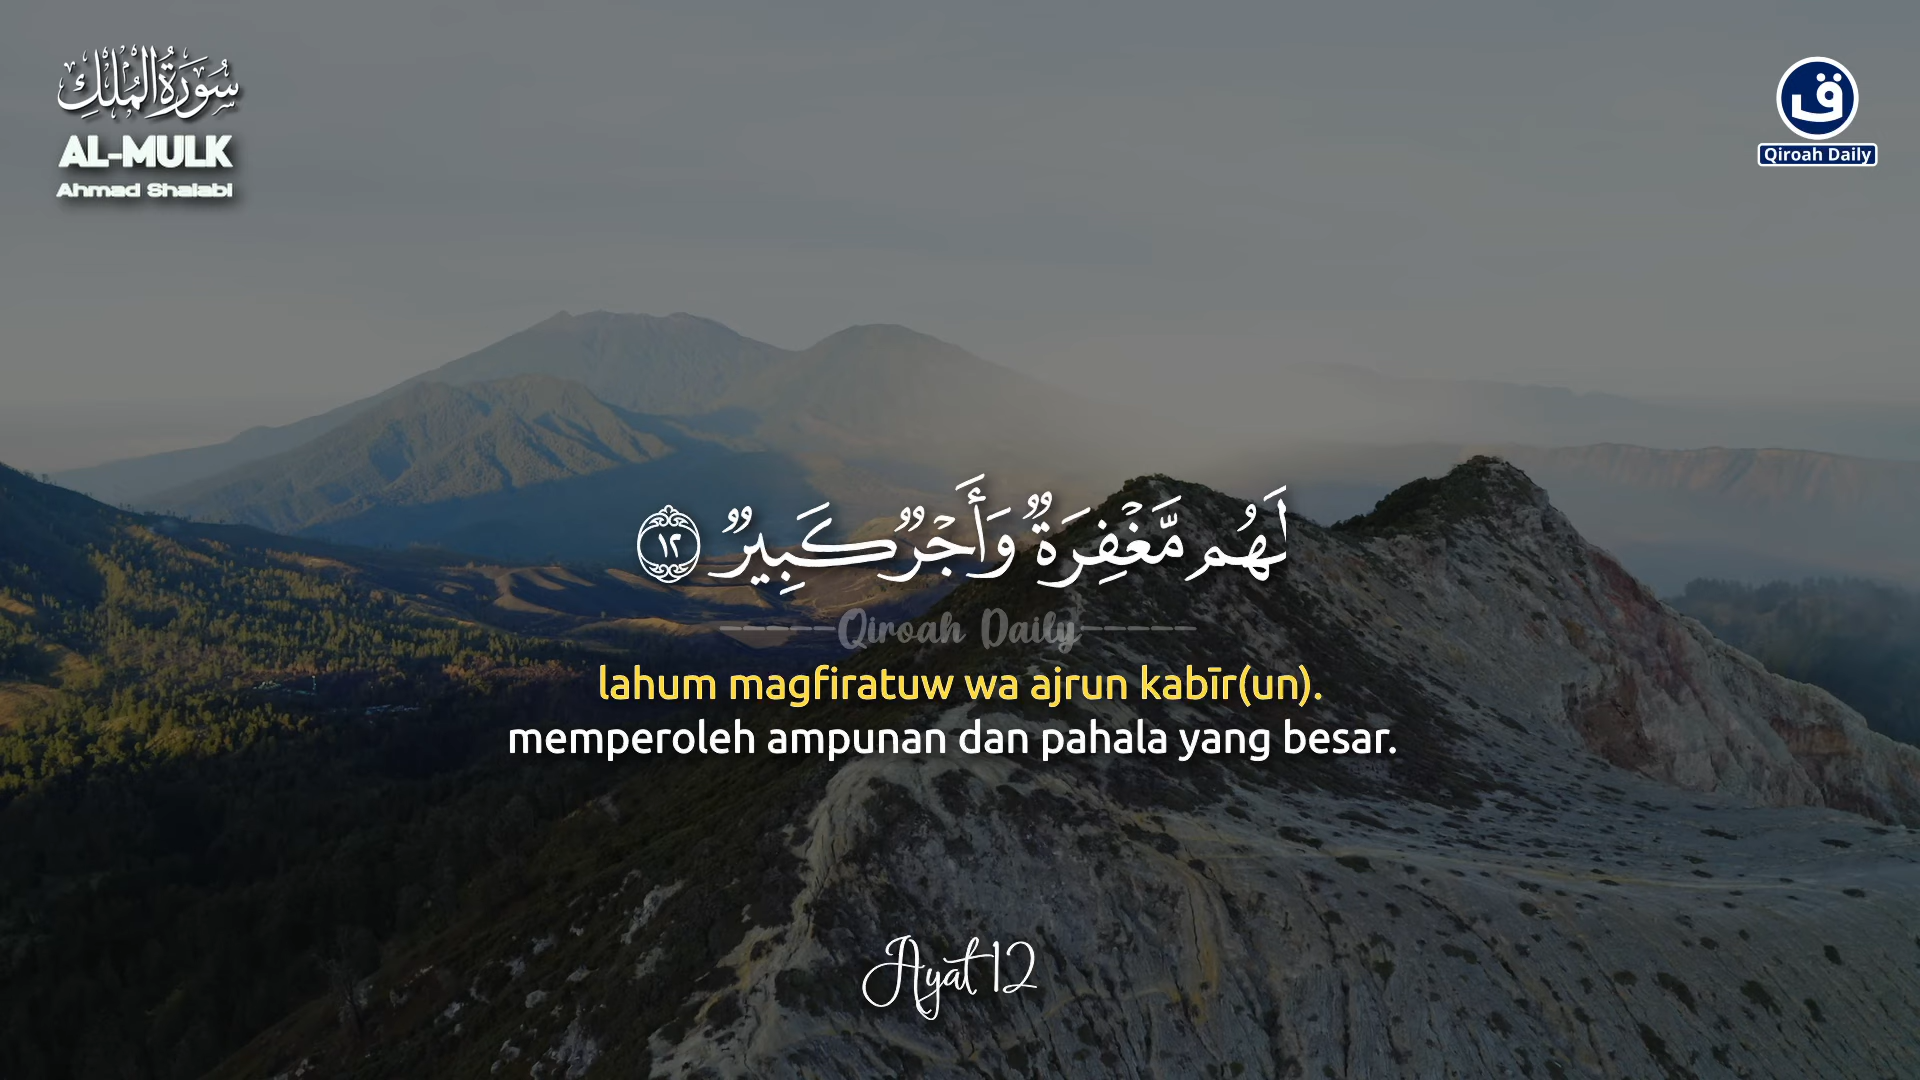 سُورَةُ الْمُلْكِ
AL-MULK
Ahmad Shalabi
ق
Qiroah Daily
لَهُم مَّغْفِرَةٌ وَأَجْرٌ كَبِيرٌ ١٢
-----Qiroah Daily-----
lahum magfiratuw wa ajrun kabīr(un).
memperoleh ampunan dan pahala yang besar.
Ayat 12